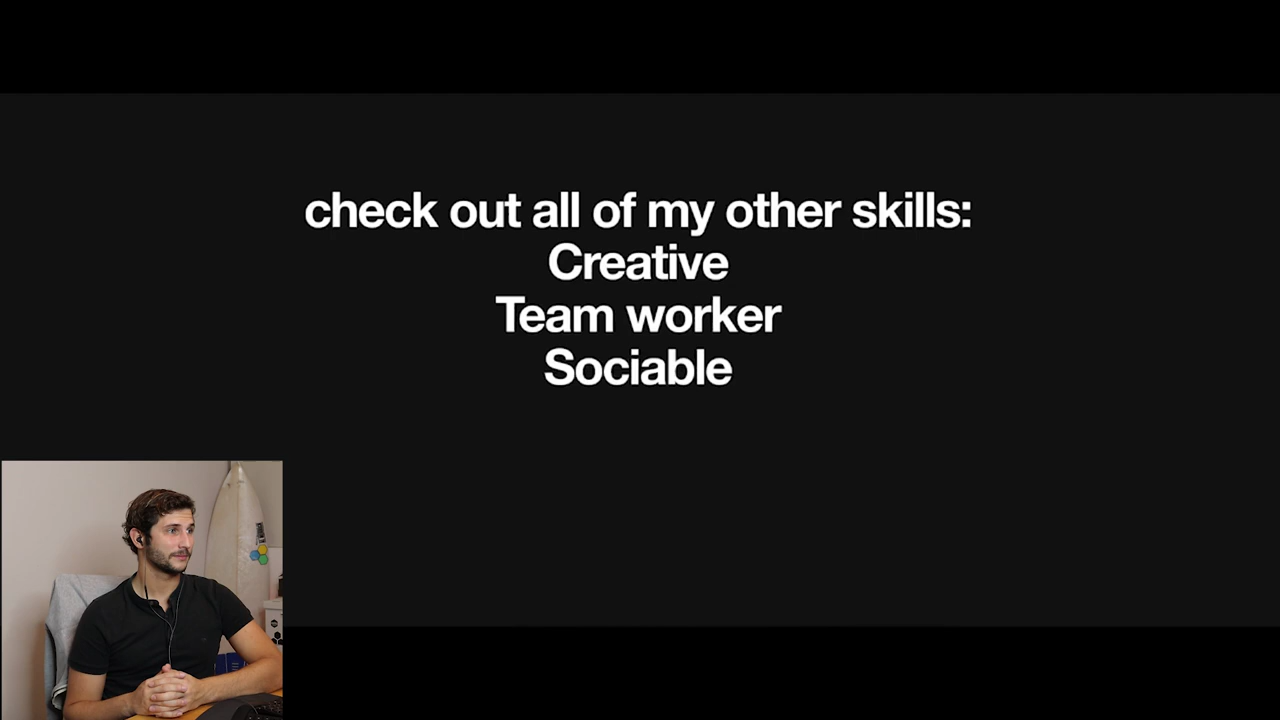 check out all of my other skills:
Creative
Team worker
Sociable